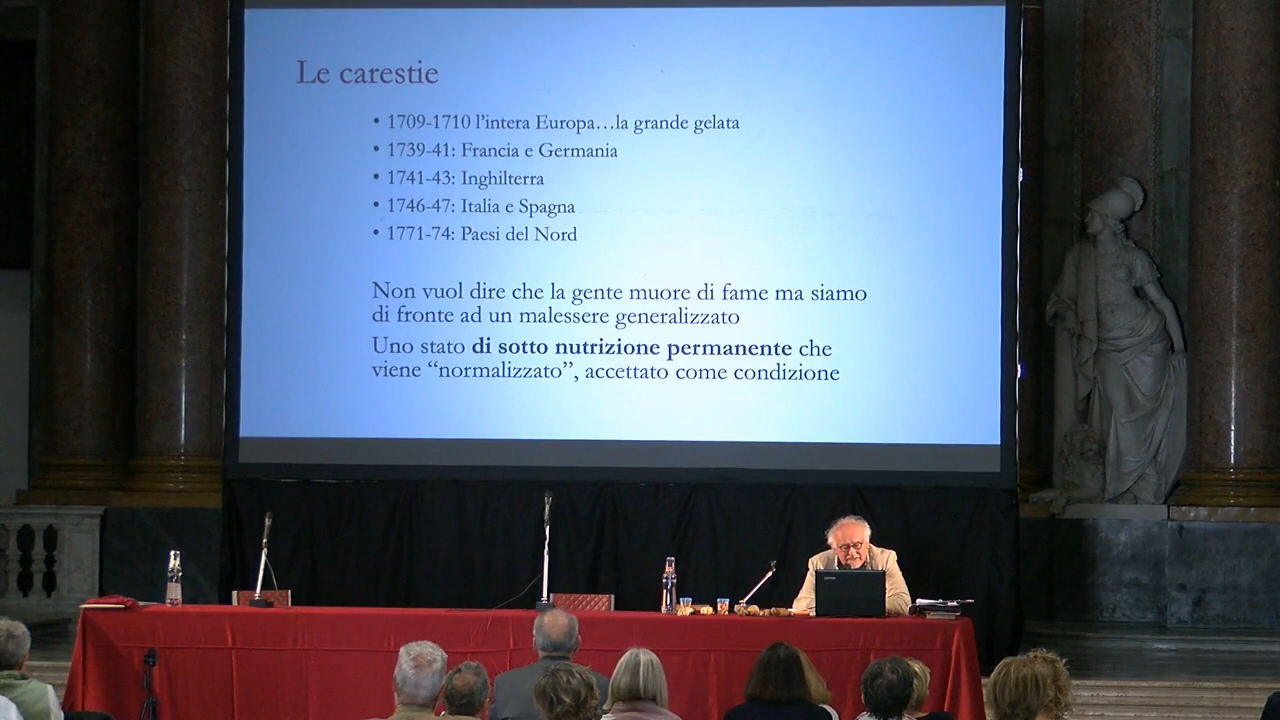 Le carestie
• 1709-1710 l’intera Europa…la grande gelata
• 1739-41: Francia e Germania
• 1741-43: Inghilterra
• 1746-47: Italia e Spagna
• 1771-74: Paesi del Nord
Non vuol dire che la gente muore di fame ma siamo
di fronte ad un malessere generalizzato
Uno stato di sotto nutrizione permanente che
viene “normalizzato”, accettato come condizione